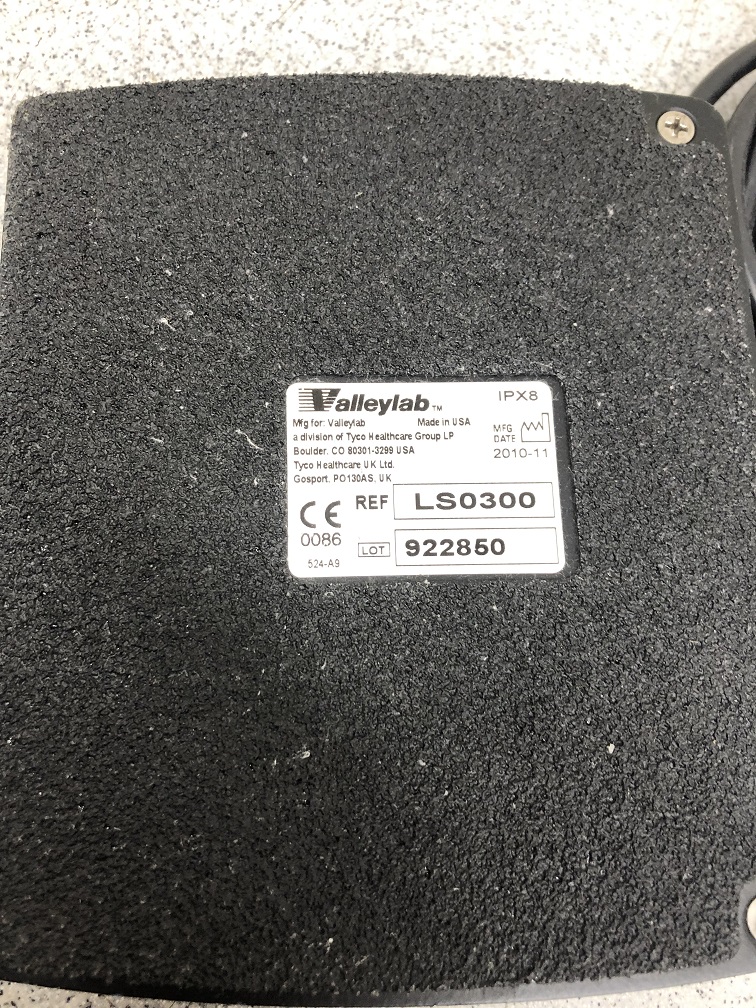 Valleylab™
IPX8
Mfg for: Valleylab Made in USA
a division of Tyco Healthcare Group LP
Boulder, CO 80301-3299 USA
Tyco Healthcare UK Ltd.
Gosport, PO130AS, UK
MFG
DATE
2010-11
CE
0086
524-A9
REF LS0300
LOT 922850